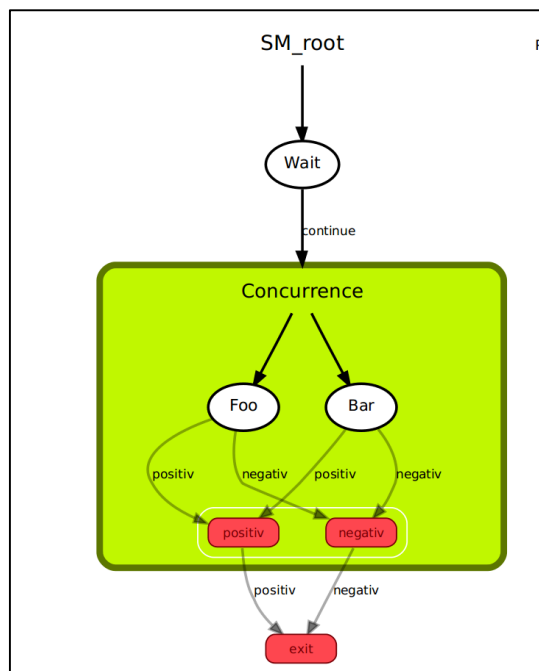 SM_root
Wait
continue
Concurrence
Foo Bar
positiv negativ positiv negativ
positiv negativ
positiv negativ
exit